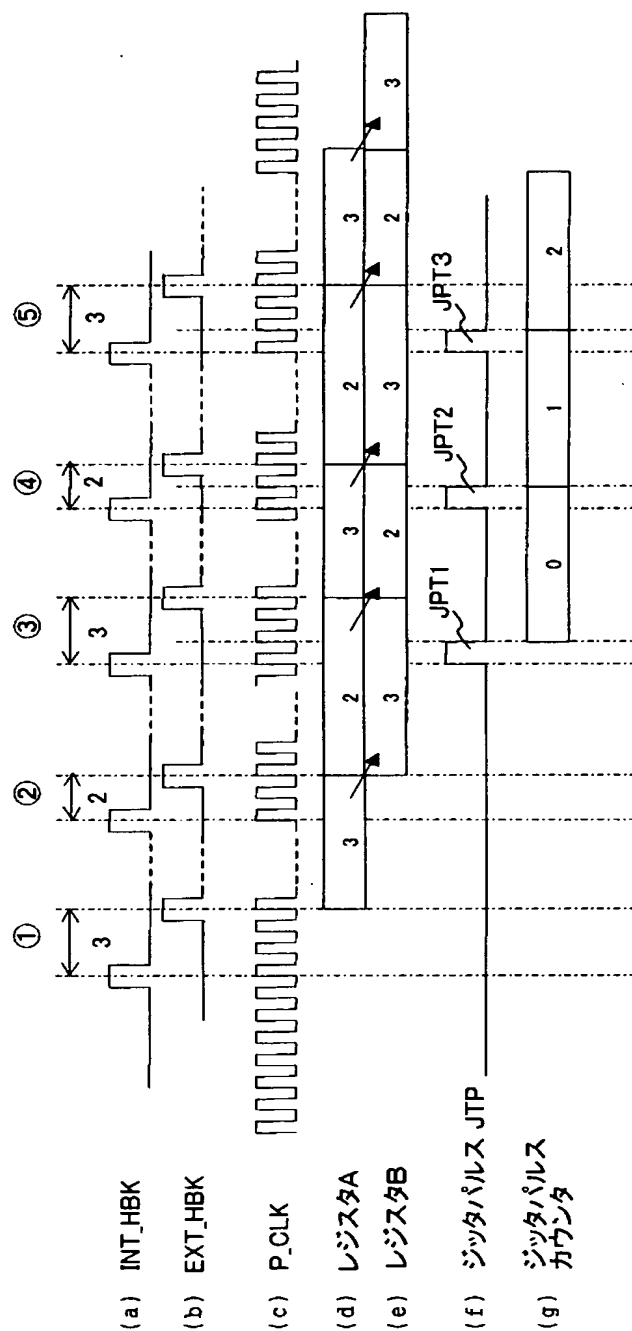 ① ② ③ ④ ⑤
3 2 3 2 3
(a) INT_HBK
(b) EXT_HBK
(c) P_CLK
(d) レジスタA 3 2 3 2 3
(e) レジスタB 3 2 3 2 3
(f) ジッタパルス JTP JPT1 JPT2 JPT3
(g) ジッタパルス
カウンタ 0 1 2